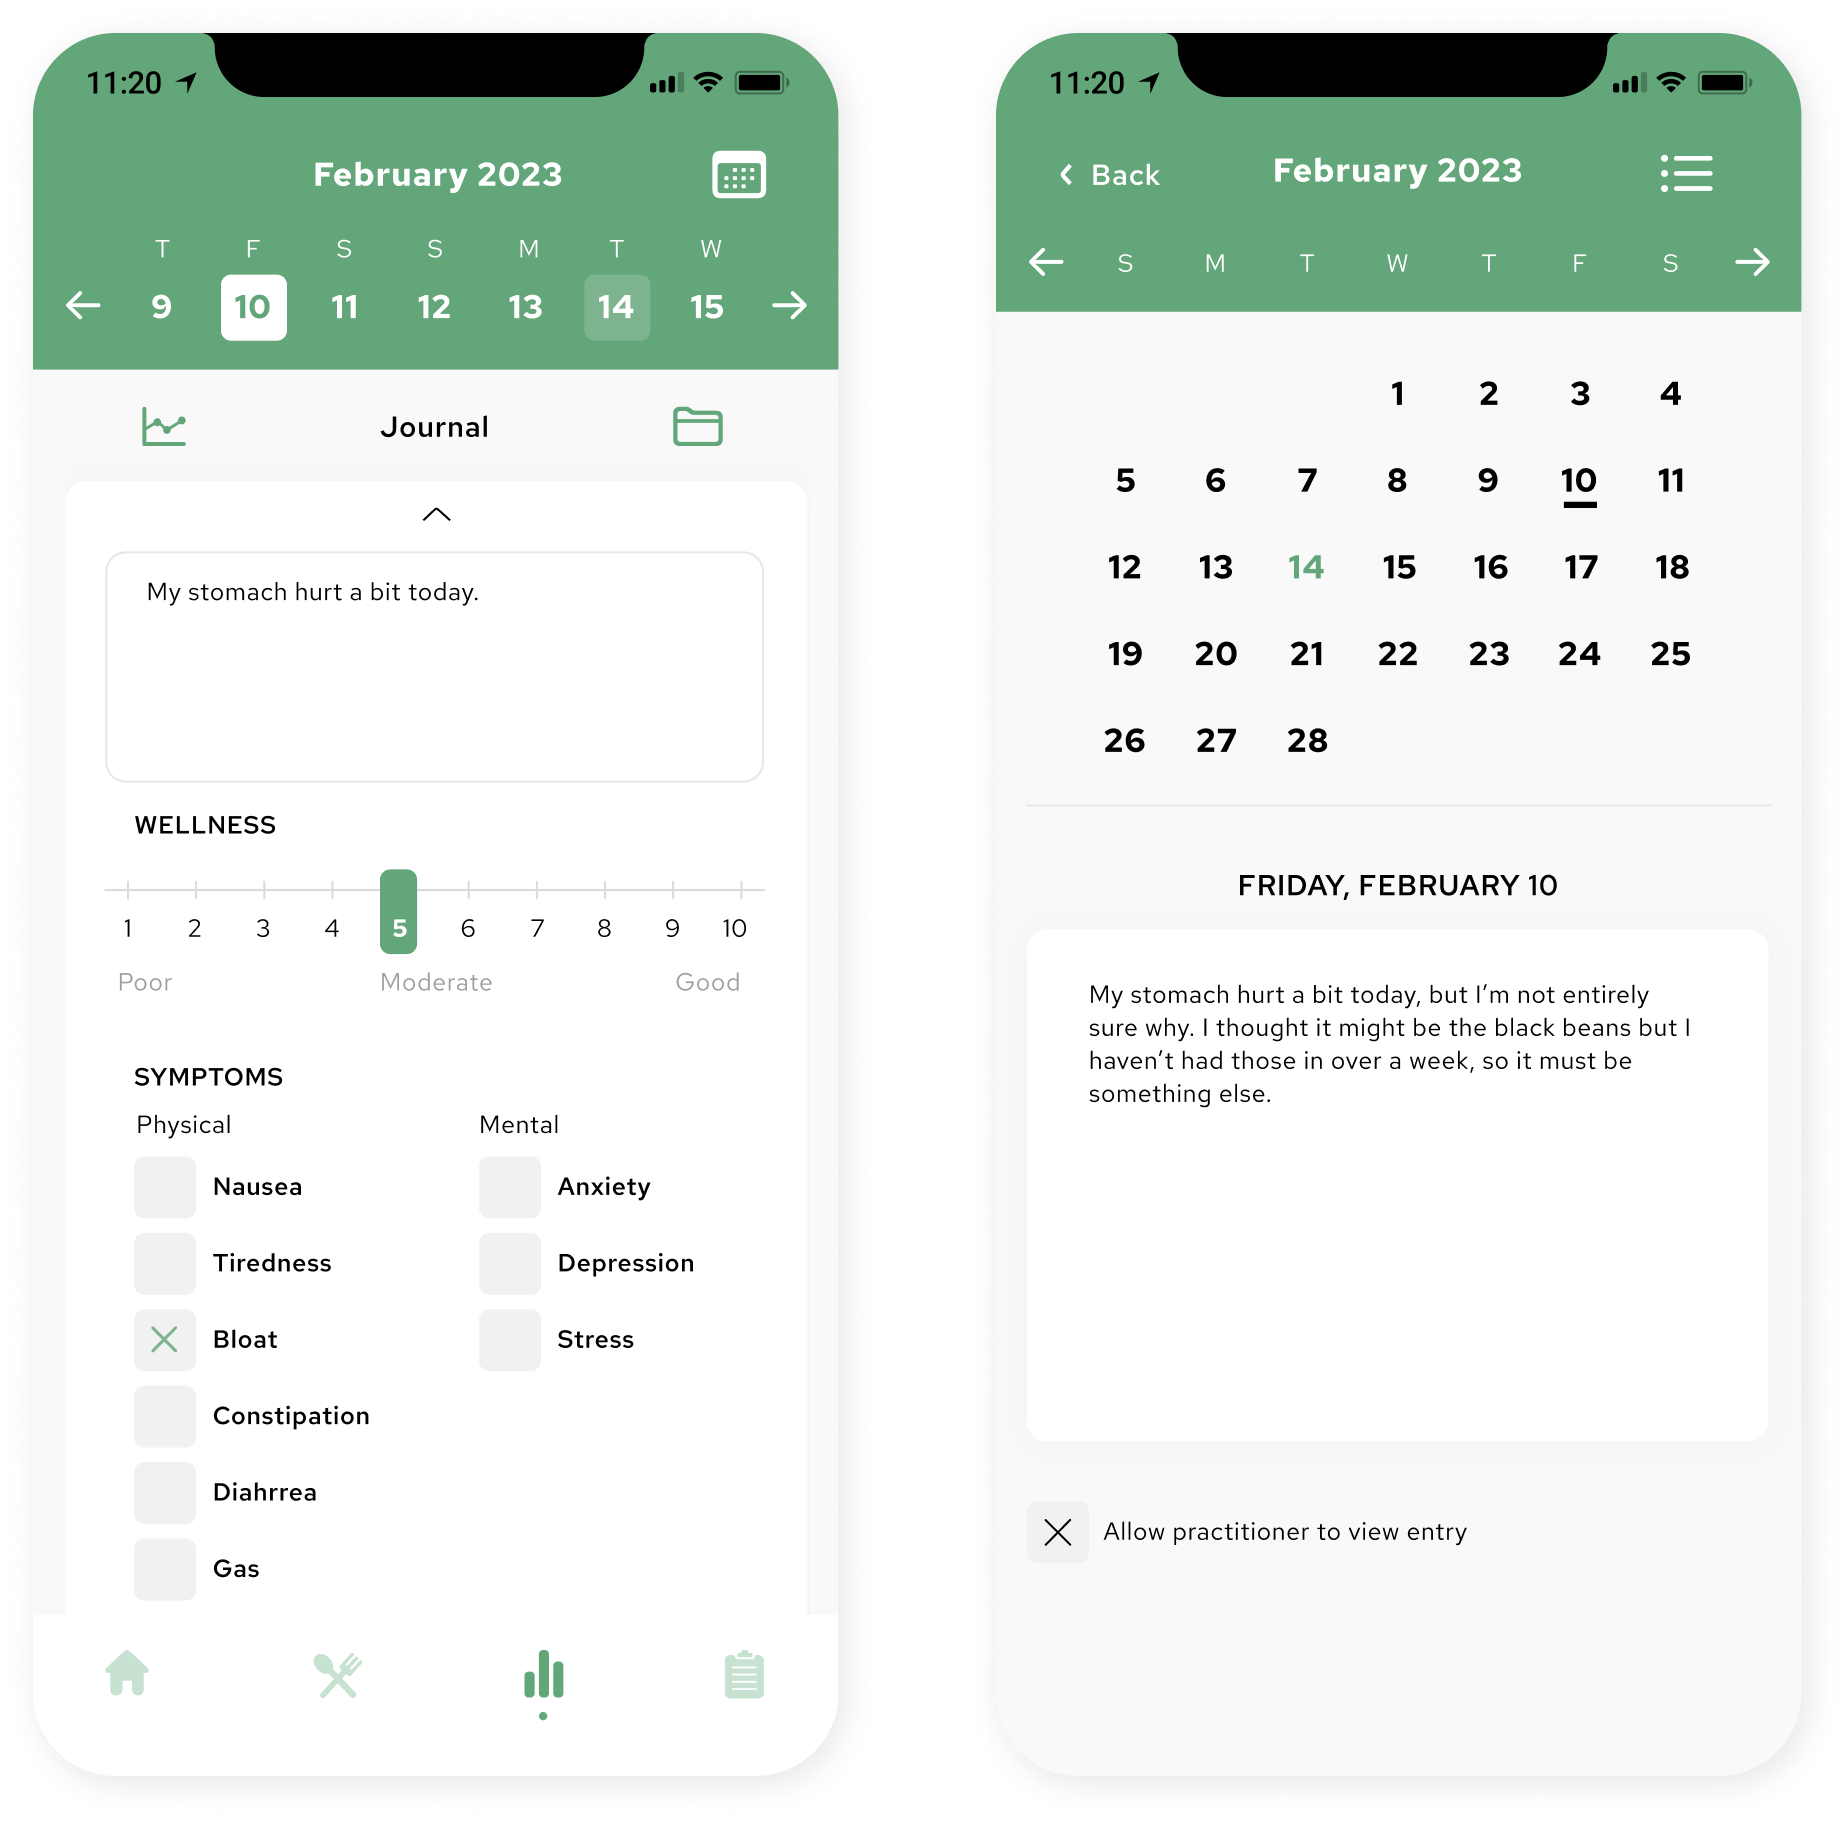 11:20
February 2023
T F S S M T W
9 10 11 12 13 14 15
Journal
My stomach hurt a bit today.
WELLNESS
1 2 3 4 5 6 7 8 9 10
Poor Moderate Good
SYMPTOMS
Physical Mental
Nausea Anxiety
Tiredness Depression
Bloat Stress
Constipation
Diahrrea
Gas
11:20
Back February 2023
S M T W T F S
1 2 3 4
5 6 7 8 9 10 11
12 13 14 15 16 17 18
19 20 21 22 23 24 25
26 27 28
FRIDAY, FEBRUARY 10
My stomach hurt a bit today, but I’m not entirely
sure why. I thought it might be the black beans but I
haven’t had those in over a week, so it must be
something else.
Allow practitioner to view entry